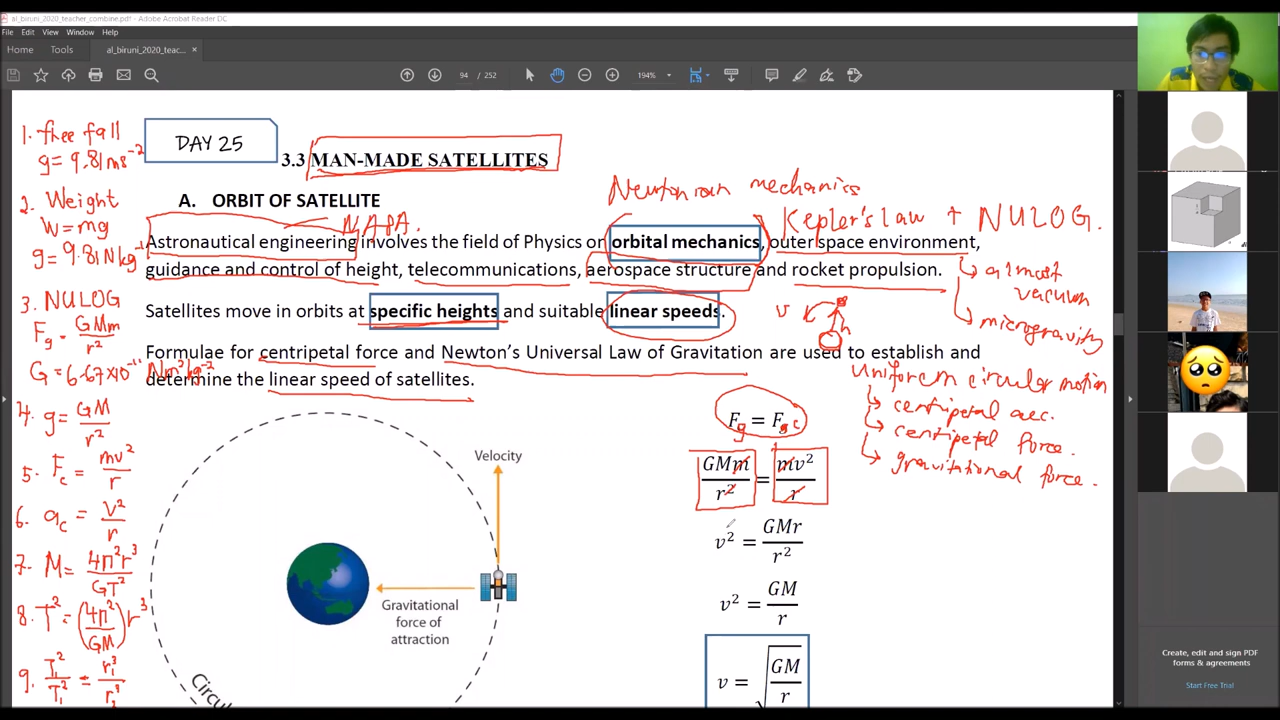 al_biruni_2020_teacher_combine.pdf - Adobe Acrobat Reader DC
File Edit View Window Help
Home Tools al_biruni_2020_teac... ×
94 / 252 194%
1. free fall
g = 9.81 ms⁻²
2. Weight
W = mg
g = 9.81 N kg⁻¹
3. NULOG
Fg = GMm/r²
G = 6.67×10⁻¹¹ Nm²kg⁻²
4. g = GM/r²
5. Fc = mv²/r
6. ac = v²/r
7. M = 4π²r³/GT²
8. T² = (4π²/GM) r³
9. T₁²/T₁² = r₁³/r₂³
DAY 25
3.3 MAN-MADE SATELLITES
A. ORBIT OF SATELLITE
Newtonian mechanics
NASA.
Kepler's law + NULOG.
Astronautical engineering involves the field of Physics on orbital mechanics, outer space environment,
guidance and control of height, telecommunications, aerospace structure and rocket propulsion.
almost
vacuum
microgravity
Satellites move in orbits at specific heights and suitable linear speeds.
v
h
Formulae for centripetal force and Newton's Universal Law of Gravitation are used to establish and
determine the linear speed of satellites.
Uniform circular motion
centripetal acc.
centripetal force.
gravitational force.
Fg = Fg c
GMm/r² = mv²/r
v² = GMr/r²
v² = GM/r
v = √(GM/r)
Velocity
Gravitational
force of
attraction
Circu
Create, edit and sign PDF
forms & agreements
Start Free Trial